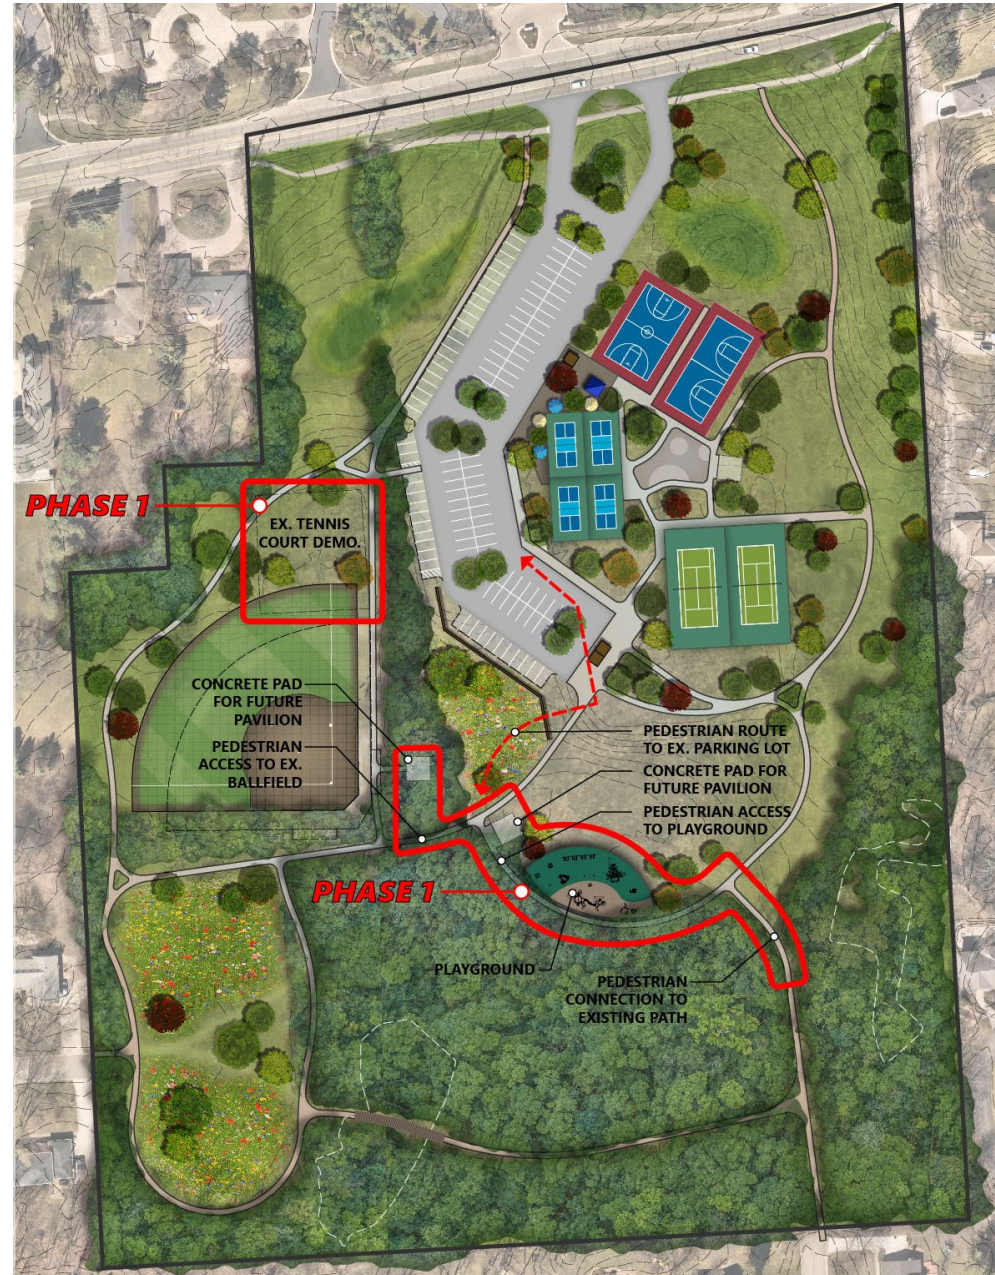 PHASE 1
EX. TENNIS
COURT DEMO.
CONCRETE PAD
FOR FUTURE
PAVILION
PEDESTRIAN
ACCESS TO EX.
BALLFIELD
PEDESTRIAN ROUTE
TO EX. PARKING LOT
CONCRETE PAD FOR
FUTURE PAVILION
PEDESTRIAN ACCESS
TO PLAYGROUND
PHASE 1
PLAYGROUND
PEDESTRIAN
CONNECTION TO
EXISTING PATH